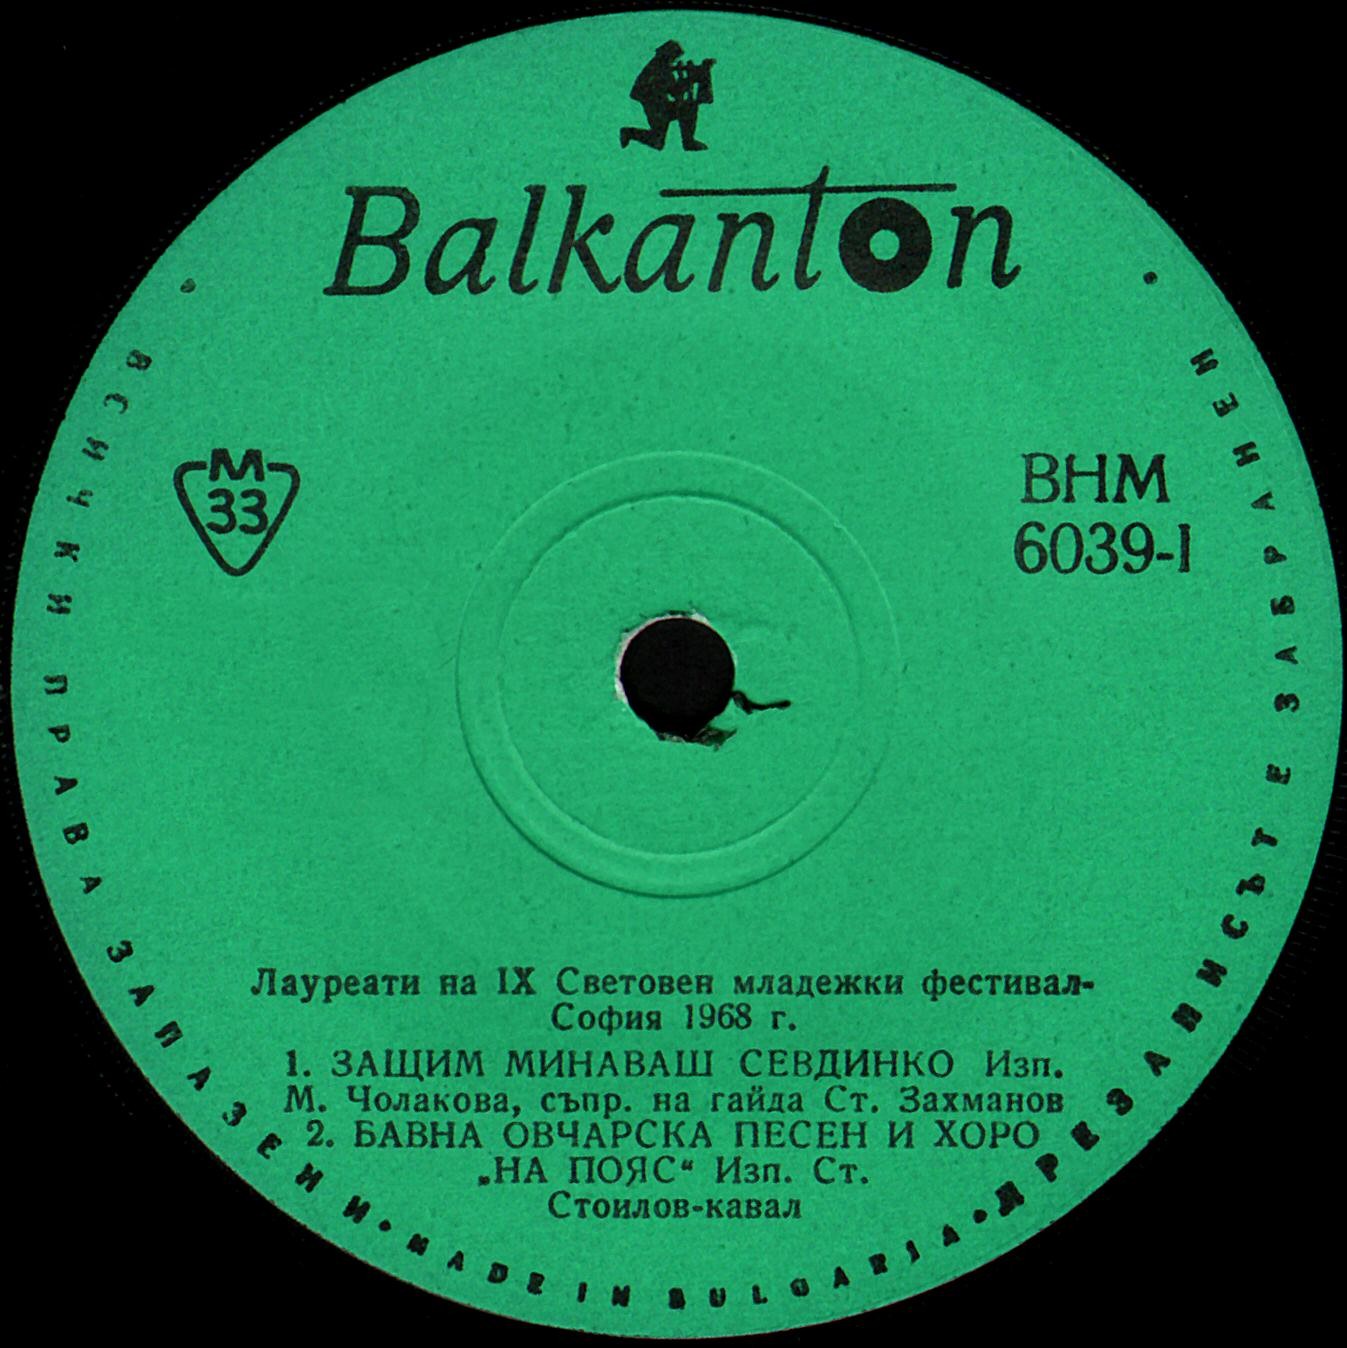 Balkanton
M
33
ВНМ
6039-I
Лауреати на IX Световен младежки фестивал-
София 1968 г.
1. ЗАЩИМ МИНАВАШ СЕВДИНКО Изп.
М. Чолакова, съпр. на гайда Ст. Захманов
2. БАВНА ОВЧАРСКА ПЕСЕН И ХОРО
„НА ПОЯС“ Изп. Ст.
Стоилов-кавал
• ВСИЧКИ ПРАВА ЗАПАЗЕНИ • MADE IN BULGARIA • ПРЕЗАПИСЪТ Е ЗАБРАНЕН •